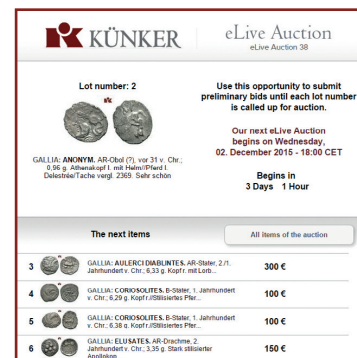 KÜNKER
eLive Auction
eLive Auction 38
Lot number: 2
GALLIA: ANONYM. AR-Obol (?), vor 31 v. Chr.;
0,96 g. Athenakopf l. mit Helm//Pferd l.
Delestrée/Tache vergl. 2369. Sehr schön
Use this opportunity to submit
preliminary bids until each lot number
is called up for auction.
Our next eLive Auction
begins on Wednesday,
02. December 2015 - 18:00 CET
Begins in
3 Days 1 Hour
The next items
All items of the auction
3 GALLIA: AULERCI DIABLINTES. AR-Stater, 2./1.
Jahrhundert v. Chr.; 6,33 g. Kopf r. mit Lorb...
300 €
4 GALLIA: CORIOSOLITES. B-Stater, 1. Jahrhundert
v. Chr.; 6,29 g. Kopf r.//Stilisiertes Pfer...
100 €
5 GALLIA: CORIOSOLITES. B-Stater, 1. Jahrhundert
v. Chr.; 6,38 g. Kopf r.//Stilisiertes Pfer...
100 €
6 GALLIA: ELUSATES. AR-Drachme, 2.
Jahrhundert v. Chr.; 3,35 g. Stark stilisierter
Apollokop
150 €